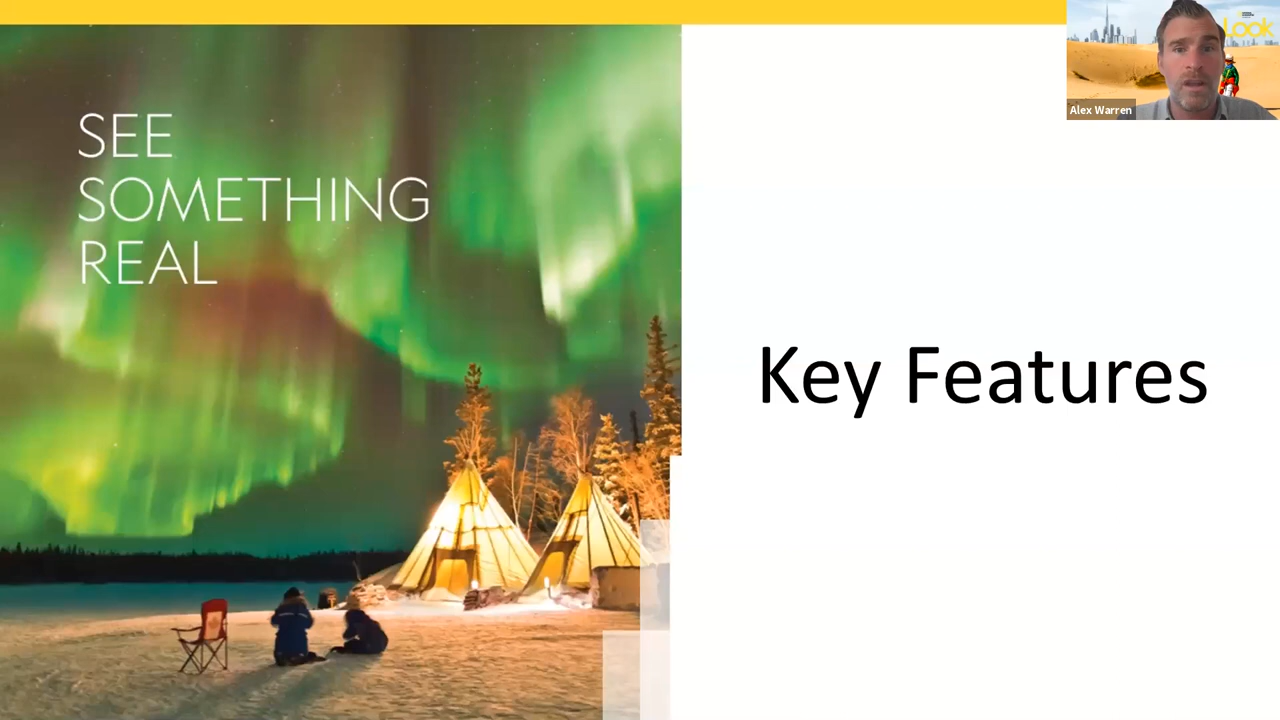 SEE
SOMETHING
REAL
Key Features
Look
Alex Warren